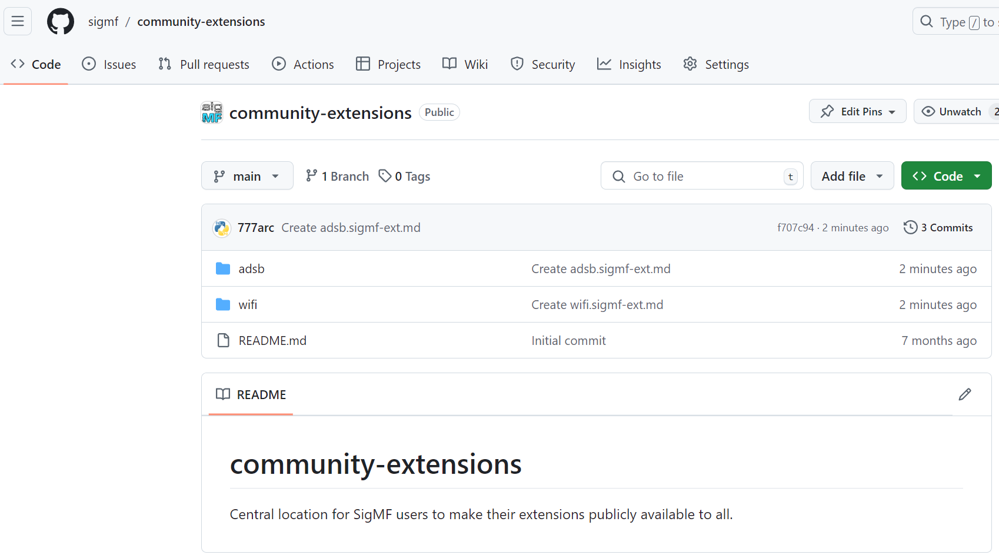 sigmf / community-extensions
Type / to
Code Issues Pull requests Actions Projects Wiki Security Insights Settings
sig MF community-extensions Public Edit Pins Unwatch 2
main 1 Branch 0 Tags Go to file t Add file Code
777arc Create adsb.sigmf-ext.md f707c94 · 2 minutes ago 3 Commits
adsb Create adsb.sigmf-ext.md 2 minutes ago
wifi Create wifi.sigmf-ext.md 2 minutes ago
README.md Initial commit 7 months ago
README
community-extensions
Central location for SigMF users to make their extensions publicly available to all.